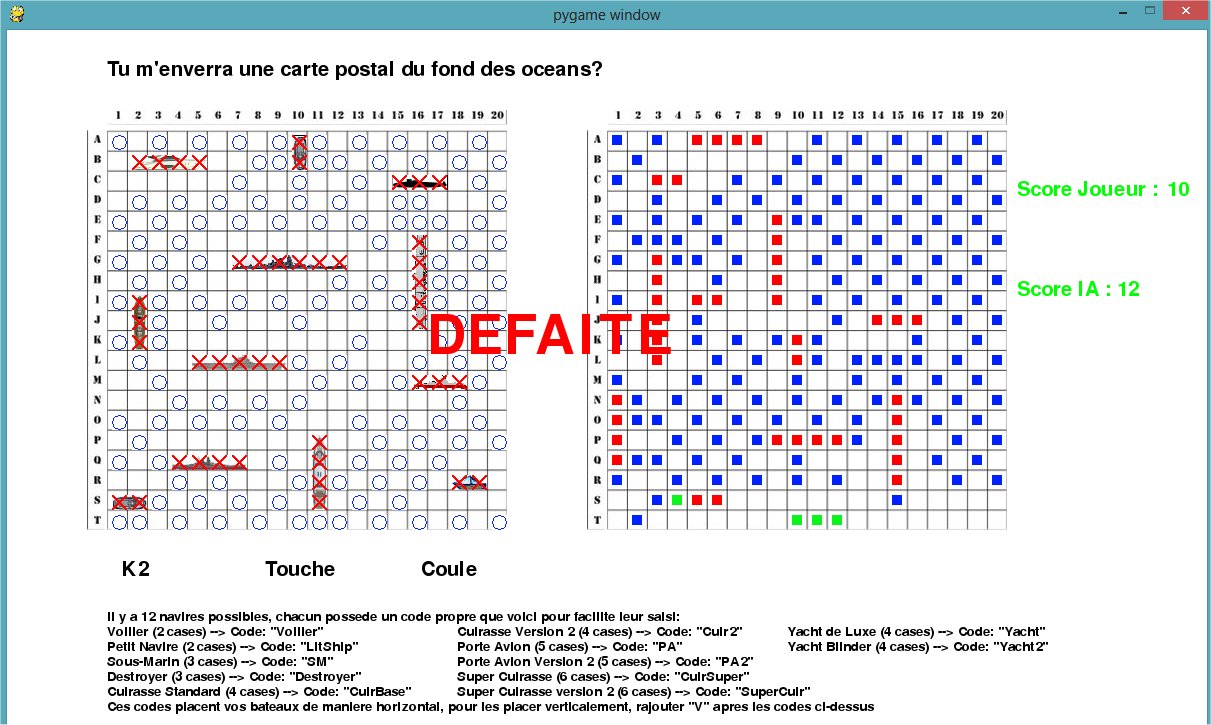 pygame window
Tu m'enverra une carte postal du fond des oceans?
1 2 3 4 5 6 7 8 9 10 11 12 13 14 15 16 17 18 19 20 1 2 3 4 5 6 7 8 9 10 11 12 13 14 15 16 17 18 19 20
A A
B B
C C
Score Joueur : 10
D D
E E
F F
G G
H H
Score IA : 12
I I
J J
DEFAITE
K K
L L
M M
N N
O O
P P
Q Q
R R
S S
T T
K2 Touche Coule
Il y a 12 navires possibles, chacun possede un code propre que voici pour facilite leur saisi:
Voilier (2 cases) --> Code: "Voilier" Cuirasse Version 2 (4 cases) --> Code: "Cuir2" Yacht de Luxe (4 cases) --> Code: "Yacht"
Petit Navire (2 cases) --> Code: "LitShip" Porte Avion (5 cases) --> Code: "PA" Yacht Blinder (4 cases) --> Code: "Yacht2"
Sous-Marin (3 cases) --> Code: "SM" Porte Avion Version 2 (5 cases) --> Code: "PA2"
Destroyer (3 cases) --> Code: "Destroyer" Super Cuirasse (6 cases) --> Code: "CuirSuper"
Cuirasse Standard (4 cases) --> Code: "CuirBase" Super Cuirasse version 2 (6 cases) --> Code: "SuperCuir"
Ces codes placent vos bateaux de maniere horizontal, pour les placer verticalement, rajouter "V" apres les codes ci-dessus